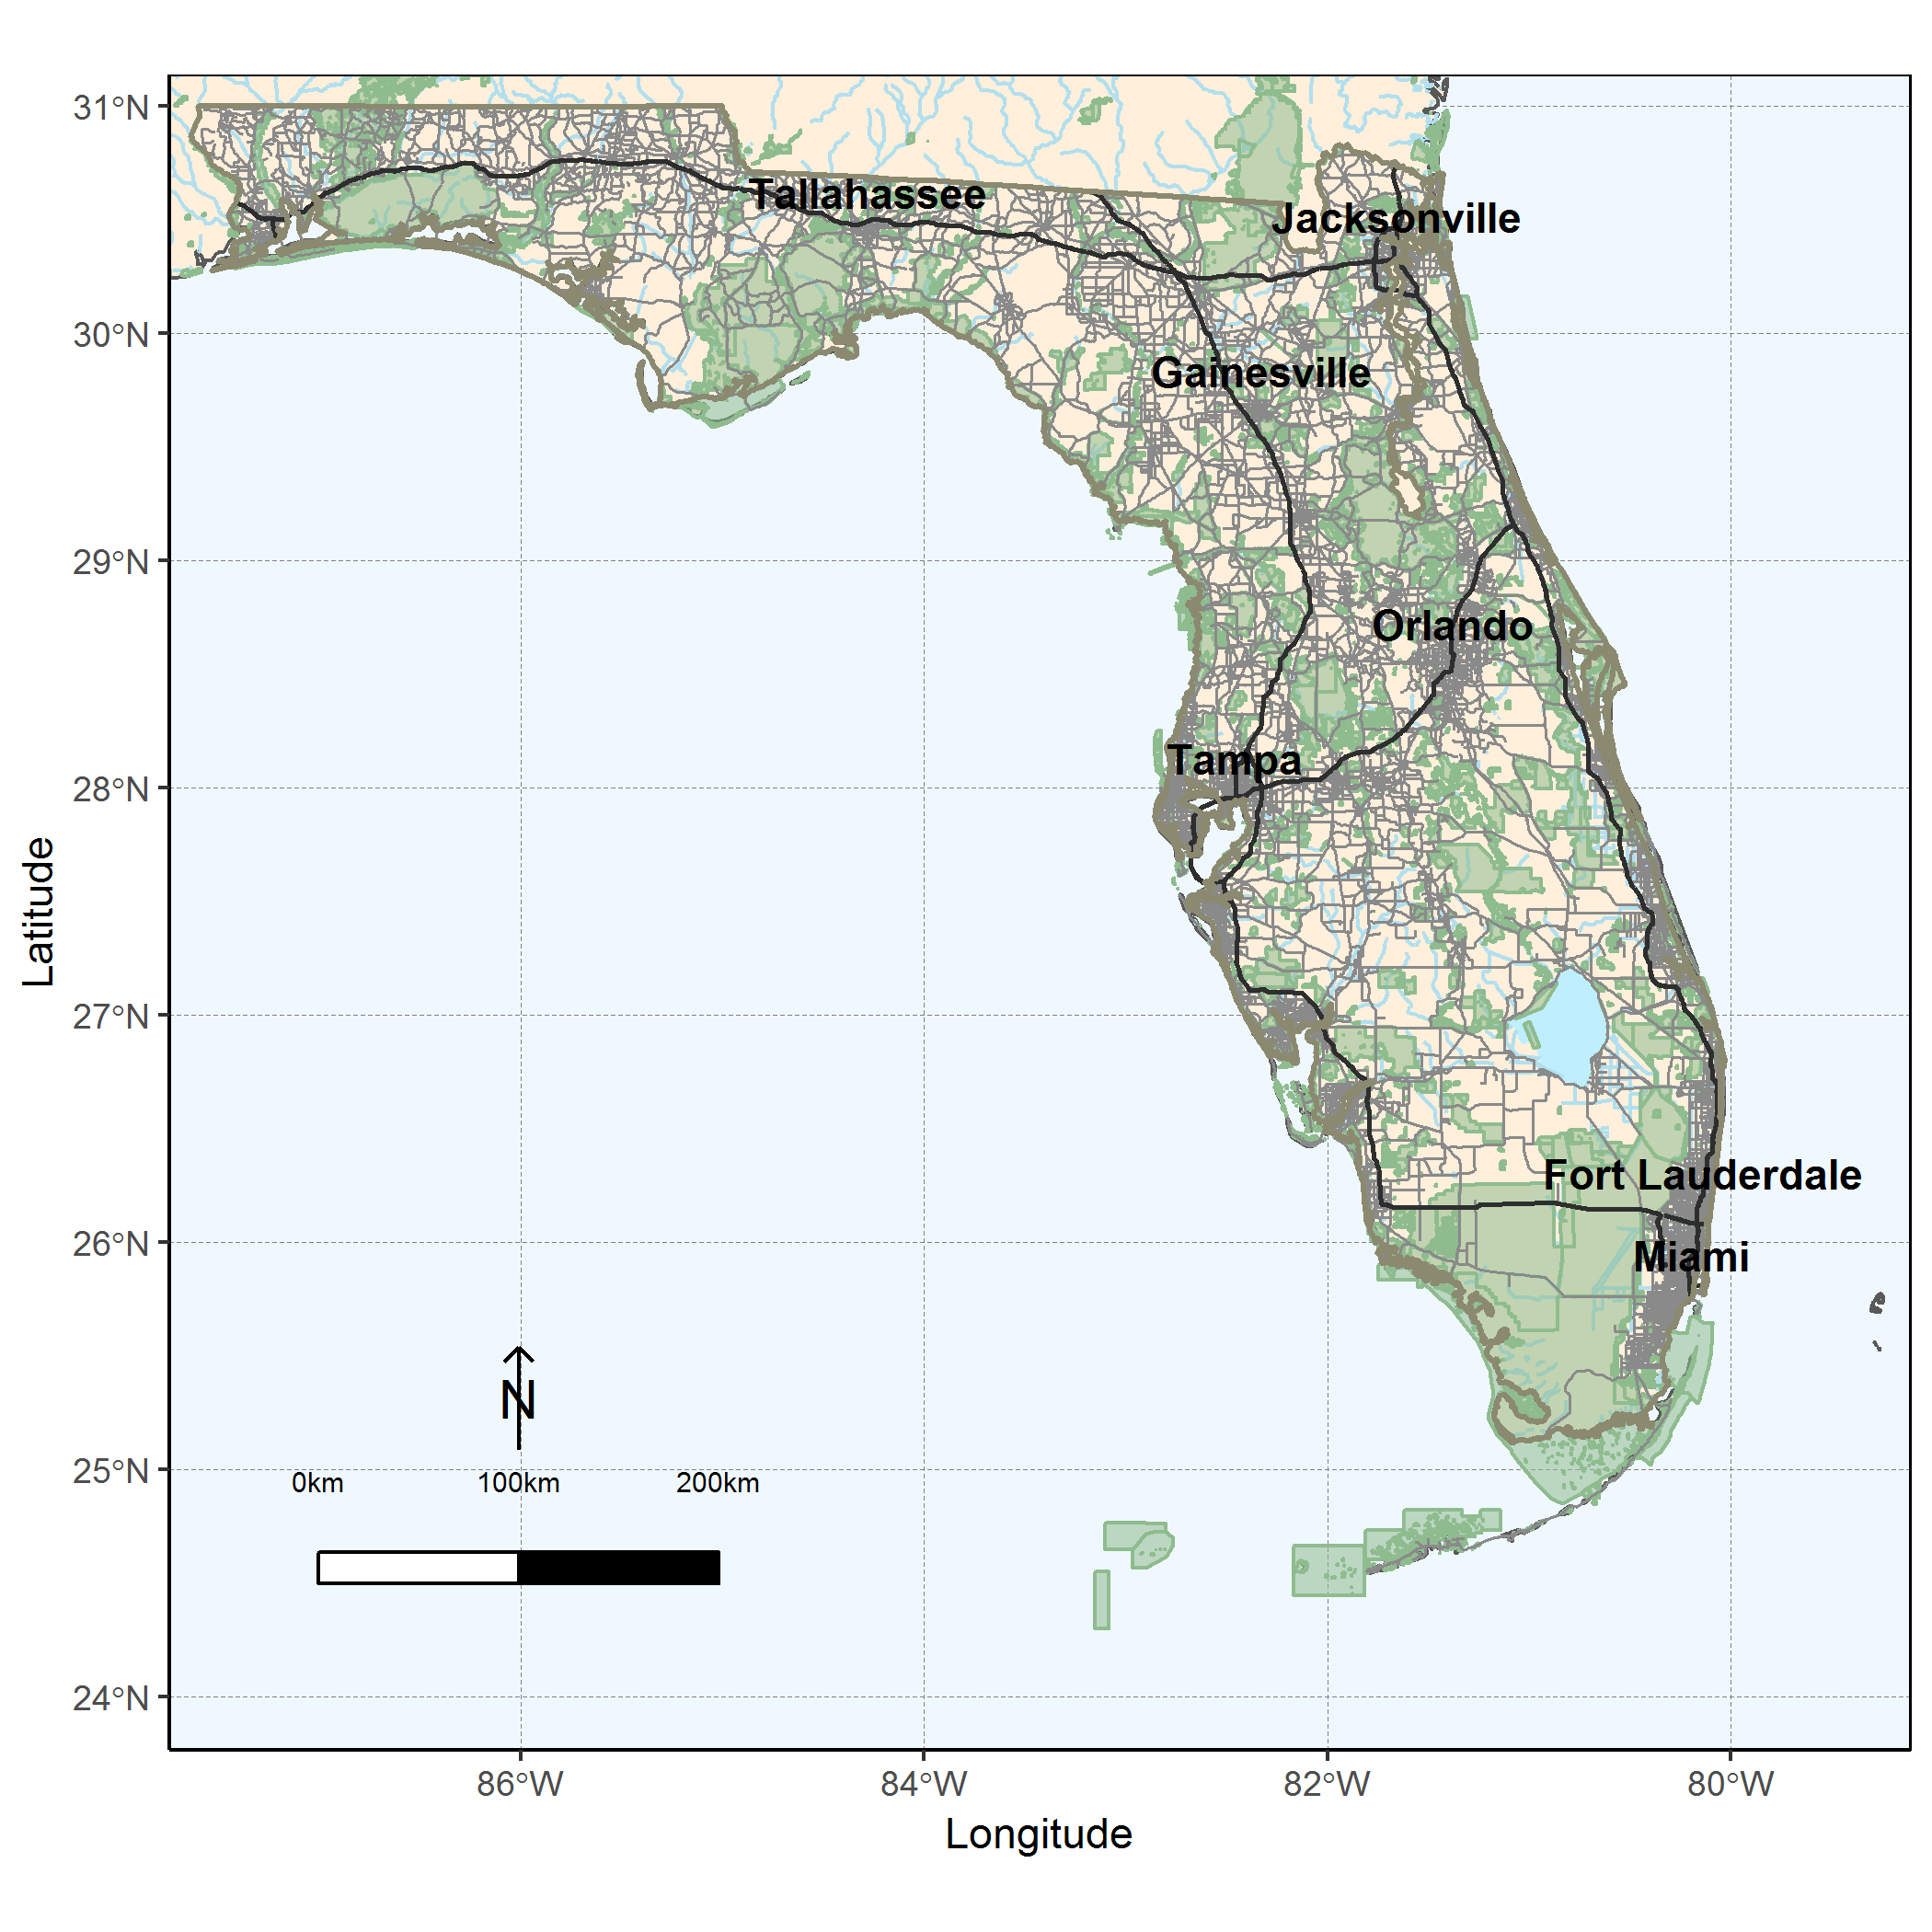 31°N
Tallahassee
Jacksonville
30°N
Gainesville
29°N
Orlando
Tampa
28°N
Latitude
27°N
Fort Lauderdale
26°N
Miami
N
25°N
0km 100km 200km
24°N
86°W 84°W 82°W 80°W
Longitude